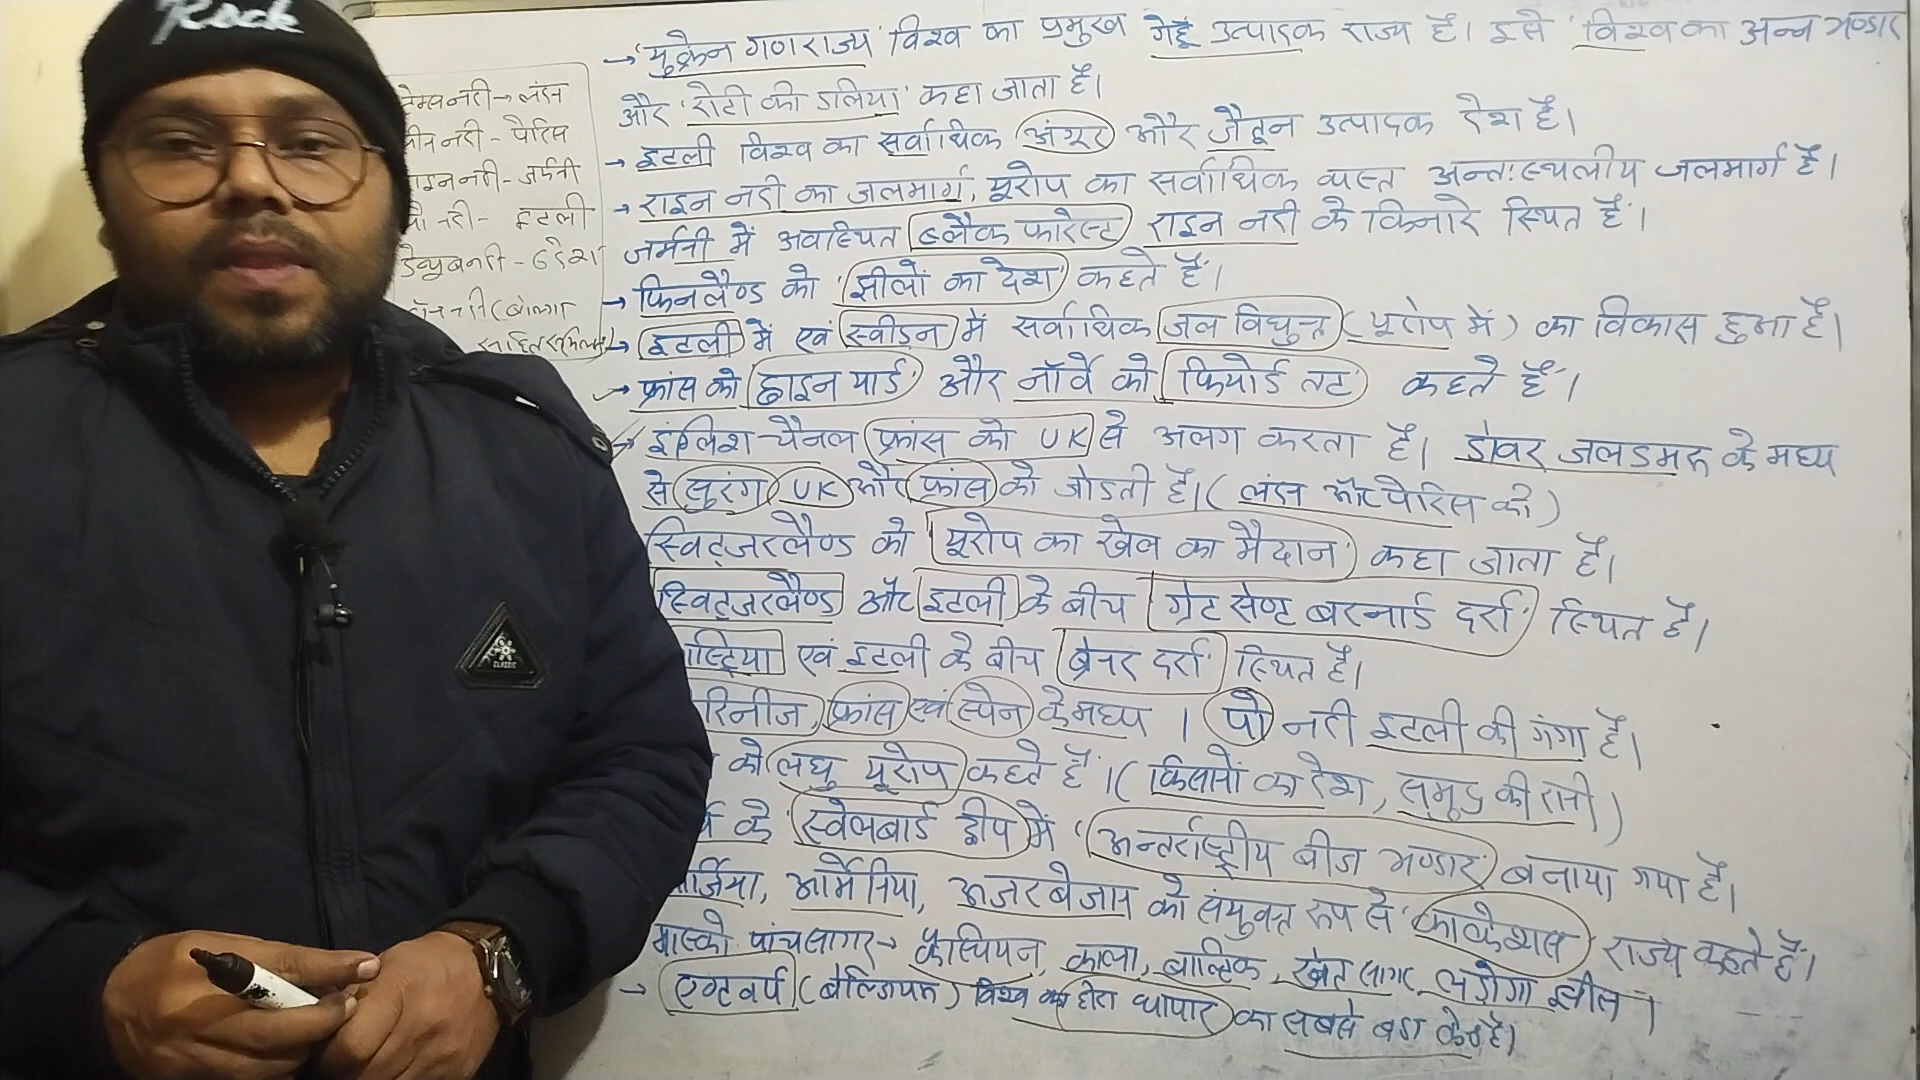 Rock
टेम्स नदी → लंदन
सीन नदी - पेरिस
राइन नदी - जर्मनी
पो नदी - इटली
डेन्यूब नदी - 6 देश
→ 'यूक्रेन गणराज्य' विश्व का प्रमुख गेहूँ उत्पादक राज्य है। इसे 'विश्व का अन्न भण्डार
और 'रोटी की डलिया' कहा जाता है।
→ इटली विश्व का सर्वाधिक अंगूर और जैतून उत्पादक देश है।
→ राइन नदी का जलमार्ग, यूरोप का सर्वाधिक व्यस्त अन्तःस्थलीय जलमार्ग है।
जर्मनी में अवस्थित 'ब्लैक फारेस्ट' राइन नदी के किनारे स्थित है।
→ फिनलैण्ड को 'झीलों का देश' कहते हैं।
→ इटली में एवं स्वीडन में सर्वाधिक जल विद्युत (यूरोप में) का विकास हुआ है।
→ फ्रांस को 'वाइन यार्ड' और नॉर्वे को 'फियोर्ड तट' कहते हैं।
→ इंग्लिश चैनल फ्रांस को UK से अलग करता है। डोवर जलडमरू के मध्य
से सुरंग UK और फ्रांस को जोडती है। (लंदन और पेरिस को)
स्विट्जरलैण्ड को 'यूरोप का खेल का मैदान' कहा जाता है।
स्विट्जरलैण्ड और इटली के बीच 'ग्रेट सेण्ट बरनार्ड दर्रा' स्थित है।
ऑस्ट्रिया एवं इटली के बीच 'ब्रेनर दर्रा' स्थित है।
रिनीज, फ्रांस एवं स्पेन के मध्य । पो नदी इटली की गंगा है।
को लघु यूरोप कहते हैं। (किसानों का देश, समुद्र की रानी)
के 'स्वेलबार्ड द्वीप में 'अन्तर्राष्ट्रीय बीज भण्डार' बनाया गया है।
जॉर्जिया, आर्मेनिया, अजरबेजान को संयुक्त रूप से 'काकेशस' राज्य कहते हैं।
मास्को पांच सागर → कैस्पियन, काला, बाल्टिक, श्वेत सागर, लडोगा झील।
→ एण्टवर्प (बेल्जियम) विश्व का हीरा व्यापार का सबसे बडा केन्द्र है।
CLASSIC